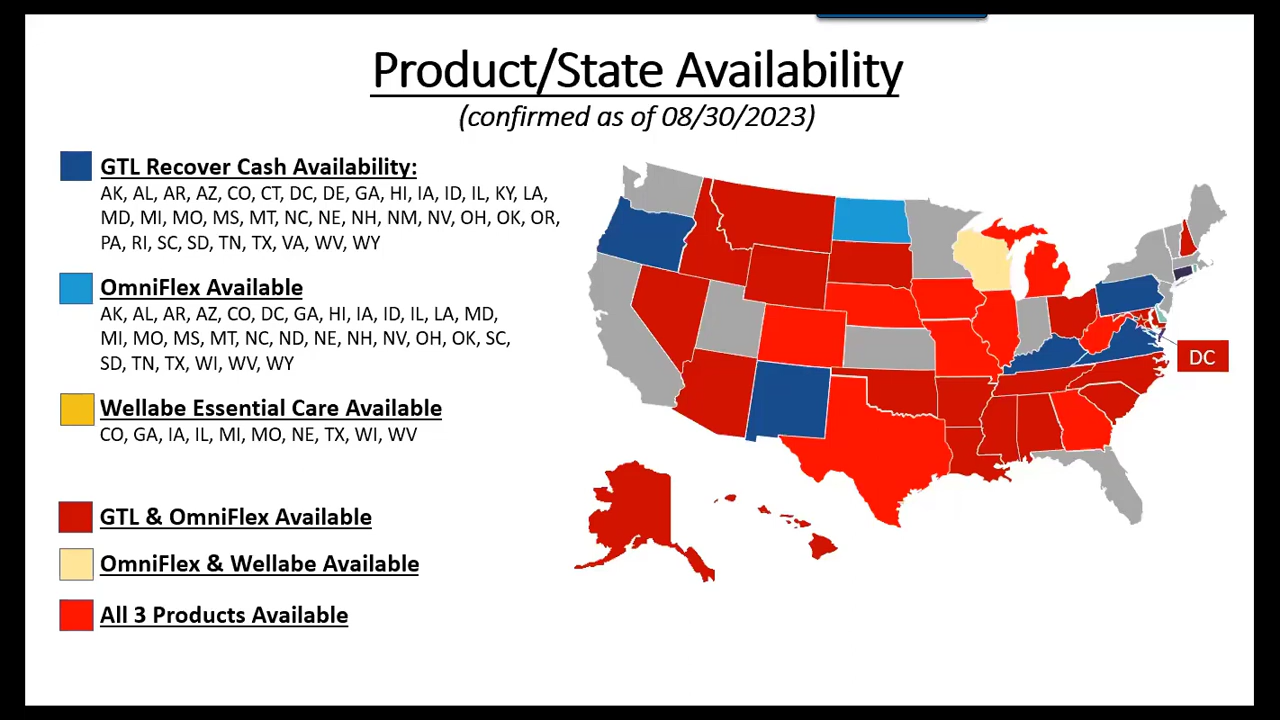 Product/State Availability
(confirmed as of 08/30/2023)
GTL Recover Cash Availability:
AK, AL, AR, AZ, CO, CT, DC, DE, GA, HI, IA, ID, IL, KY, LA,
MD, MI, MO, MS, MT, NC, NE, NH, NM, NV, OH, OK, OR,
PA, RI, SC, SD, TN, TX, VA, WV, WY
OmniFlex Available
AK, AL, AR, AZ, CO, DC, GA, HI, IA, ID, IL, LA, MD,
MI, MO, MS, MT, NC, ND, NE, NH, NV, OH, OK, SC,
SD, TN, TX, WI, WV, WY
Wellabe Essential Care Available
CO, GA, IA, IL, MI, MO, NE, TX, WI, WV
GTL & OmniFlex Available
OmniFlex & Wellabe Available
All 3 Products Available
DC